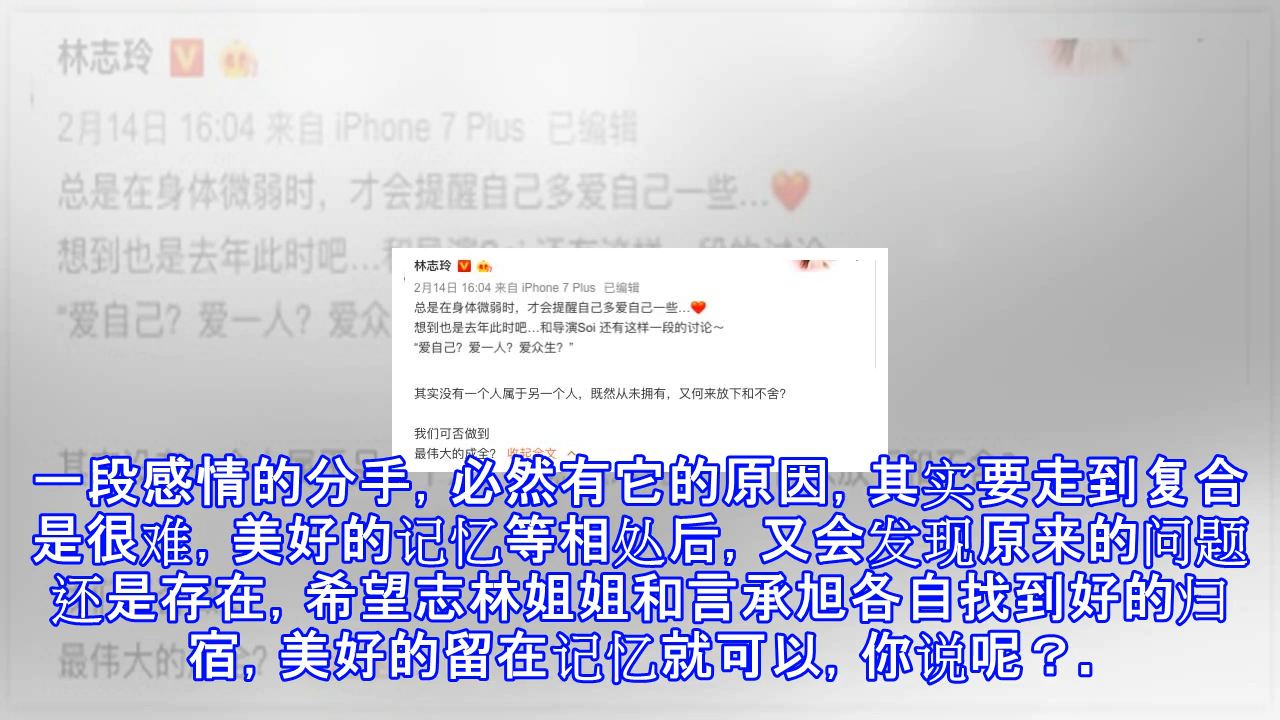 林志玲
2月14日 16:04 来自 iPhone 7 Plus 已编辑
总是在身体微弱时，才会提醒自己多爱自己一些...❤️
想到也是去年此时吧...和导演Soi 还有这样一段的讨论～
“爱自己？爱一人？爱众生？”
其实没有一个人属于另一个人，既然从未拥有，又何来放下和不舍？
我们可否做到
最伟大的成全？ 收起全文
一段感情的分手, 必然有它的原因, 其实要走到复合
是很难, 美好的记忆等相处后, 又会发现原来的问题
还是存在, 希望志林姐姐和言承旭各自找到好的归
宿, 美好的留在记忆就可以, 你说呢？.